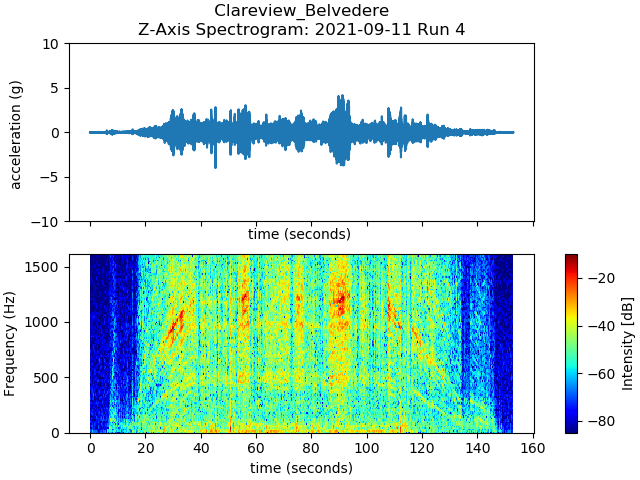 Clareview_Belvedere
Z-Axis Spectrogram: 2021-09-11 Run 4
10
5
0
−5
−10
acceleration (g)
time (seconds)
1500
1000
500
0
Frequency (Hz)
0 20 40 60 80 100 120 140 160
time (seconds)
−20
−40
−60
−80
Intensity [dB]